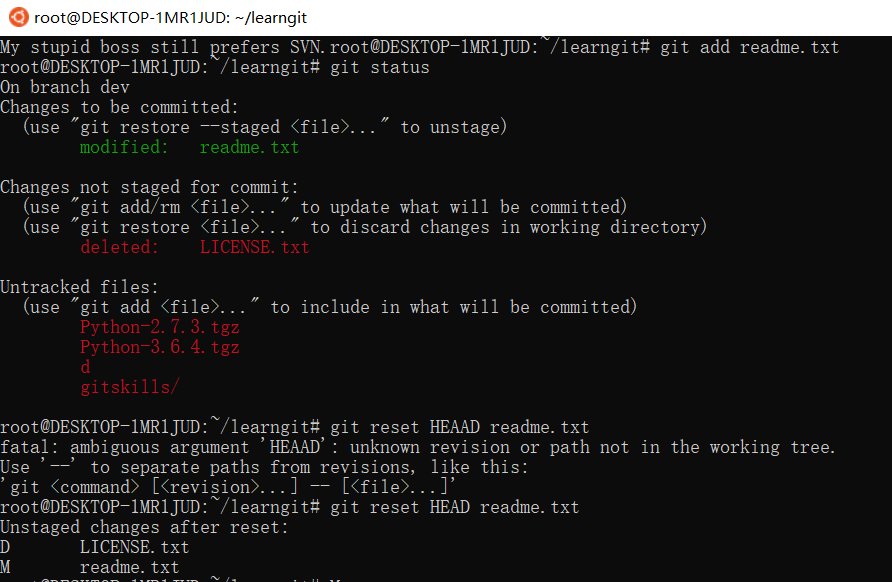 root@DESKTOP-1MR1JUD: ~/learngit
My stupid boss still prefers SVN.root@DESKTOP-1MR1JUD:~/learngit# git add readme.txt
root@DESKTOP-1MR1JUD:~/learngit# git status
On branch dev
Changes to be committed:
  (use "git restore --staged <file>..." to unstage)
        modified:   readme.txt

Changes not staged for commit:
  (use "git add/rm <file>..." to update what will be committed)
  (use "git restore <file>..." to discard changes in working directory)
        deleted:    LICENSE.txt

Untracked files:
  (use "git add <file>..." to include in what will be committed)
        Python-2.7.3.tgz
        Python-3.6.4.tgz
        d
        gitskills/

root@DESKTOP-1MR1JUD:~/learngit# git reset HEAAD readme.txt
fatal: ambiguous argument 'HEAAD': unknown revision or path not in the working tree.
Use '--' to separate paths from revisions, like this:
'git <command> [<revision>...] -- [<file>...]'
root@DESKTOP-1MR1JUD:~/learngit# git reset HEAD readme.txt
Unstaged changes after reset:
D       LICENSE.txt
M       readme.txt